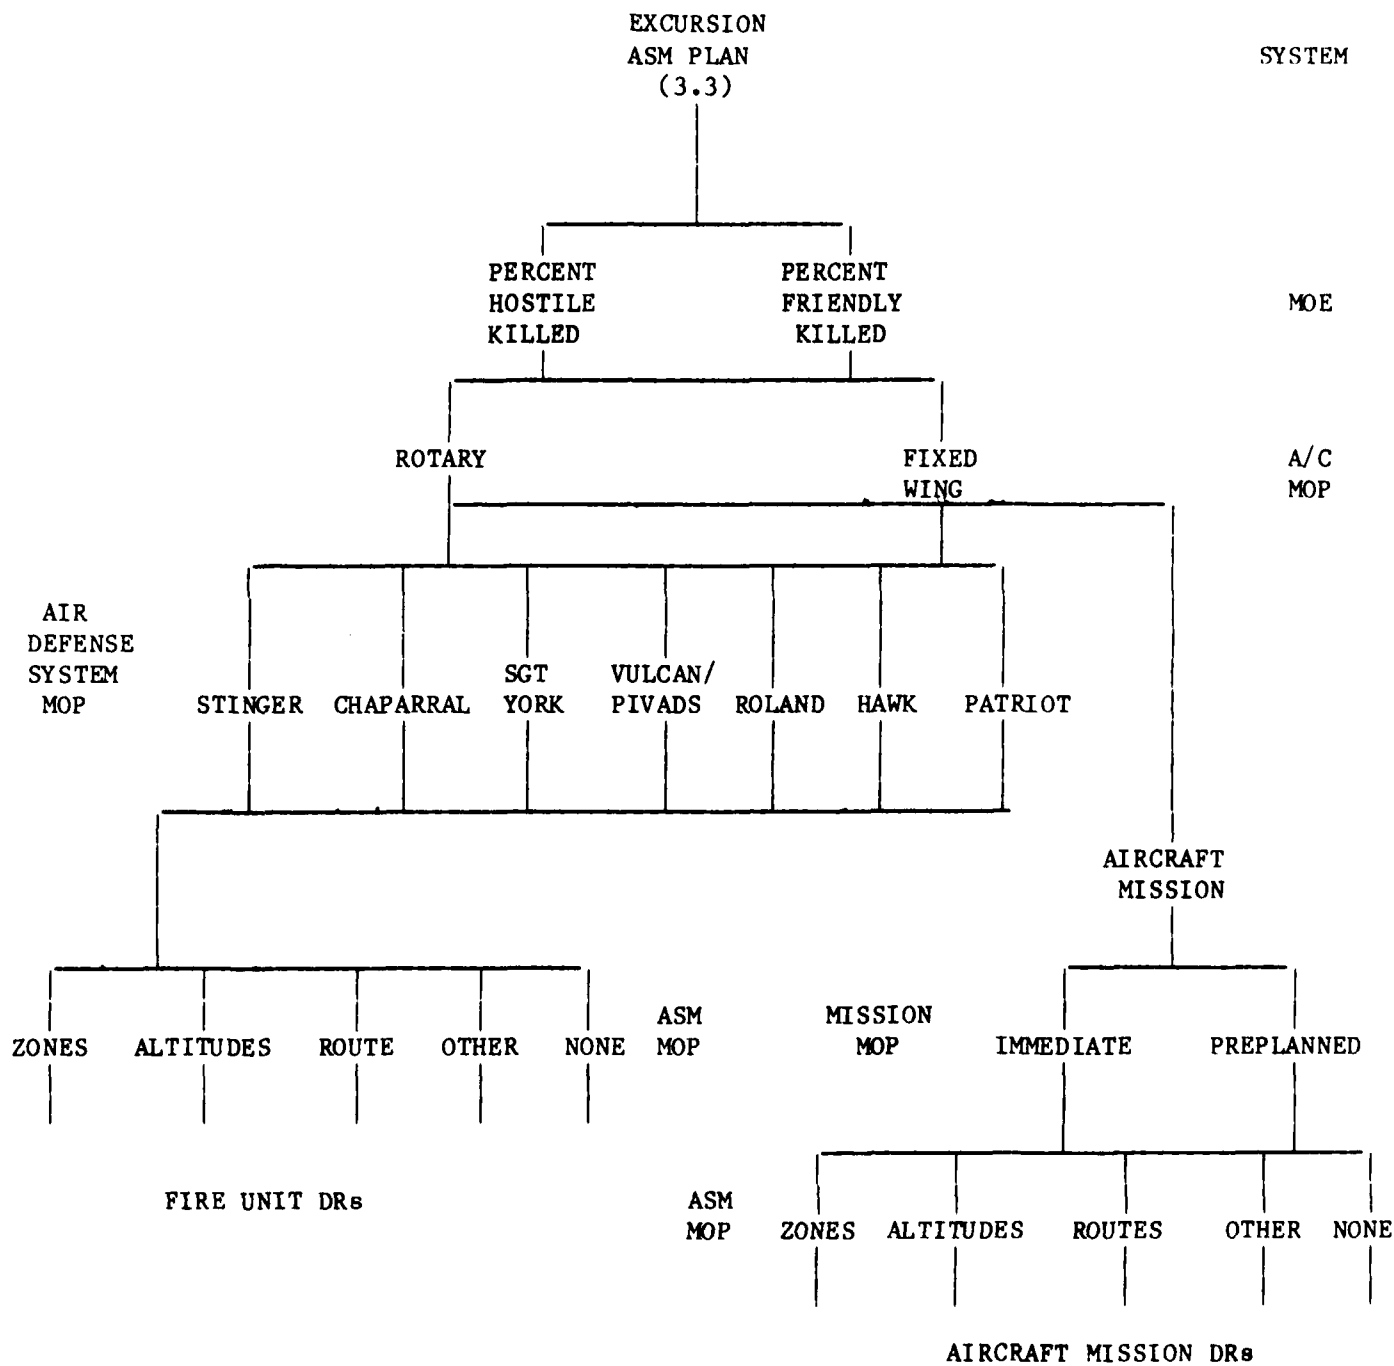 EXCURSION
ASM PLAN
(3.3)
SYSTEM
PERCENT
HOSTILE
KILLED
PERCENT
FRIENDLY
KILLED
MOE
ROTARY
FIXED
WING
A/C
MOP
AIR
DEFENSE
SYSTEM
MOP
STINGER
CHAPARRAL
SGT
YORK
VULCAN/
PIVADS
ROLAND
HAWK
PATRIOT
AIRCRAFT
MISSION
ZONES
ALTITUDES
ROUTE
OTHER
NONE
ASM
MOP
MISSION
MOP
IMMEDIATE
PREPLANNED
FIRE UNIT DRs
ASM
MOP
ZONES
ALTITUDES
ROUTES
OTHER
NONE
AIRCRAFT MISSION DRs